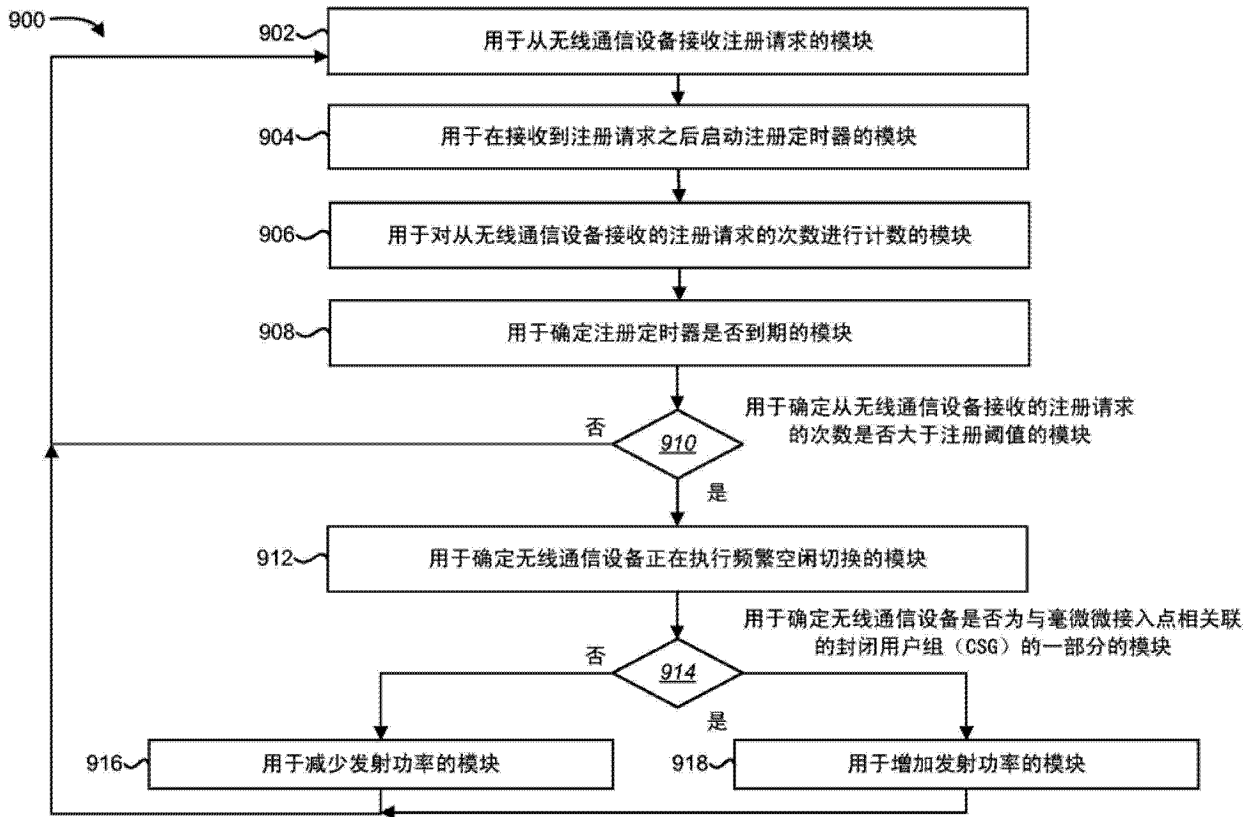 900
902
用于从无线通信设备接收注册请求的模块
904
用于在接收到注册请求之后启动注册定时器的模块
906
用于对从无线通信设备接收的注册请求的次数进行计数的模块
908
用于确定注册定时器是否到期的模块
用于确定从无线通信设备接收的注册请求
的次数是否大于注册阈值的模块
否
910
是
912
用于确定无线通信设备正在执行频繁空闲切换的模块
用于确定无线通信设备是否为与毫微微接入点相关联
的封闭用户组（CSG）的一部分的模块
否
914
是
916
用于减少发射功率的模块
918
用于增加发射功率的模块